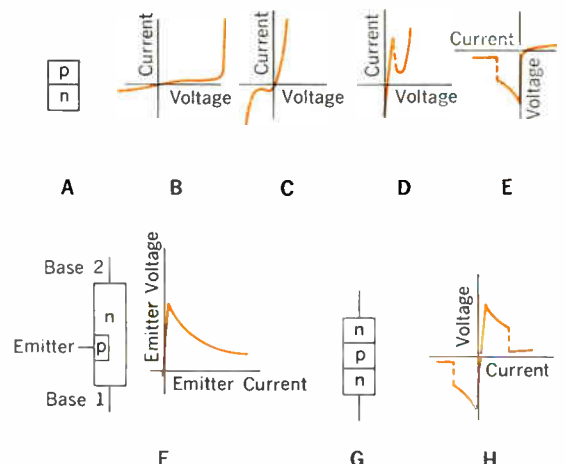 p
n
Current
Voltage
Current
Voltage
Current
Voltage
Current
Voltage
A
B
C
D
E
Base 2
n
Emitter
p
Base 1
Emitter Voltage
Emitter Current
n
p
n
Voltage
Current
F
G
H